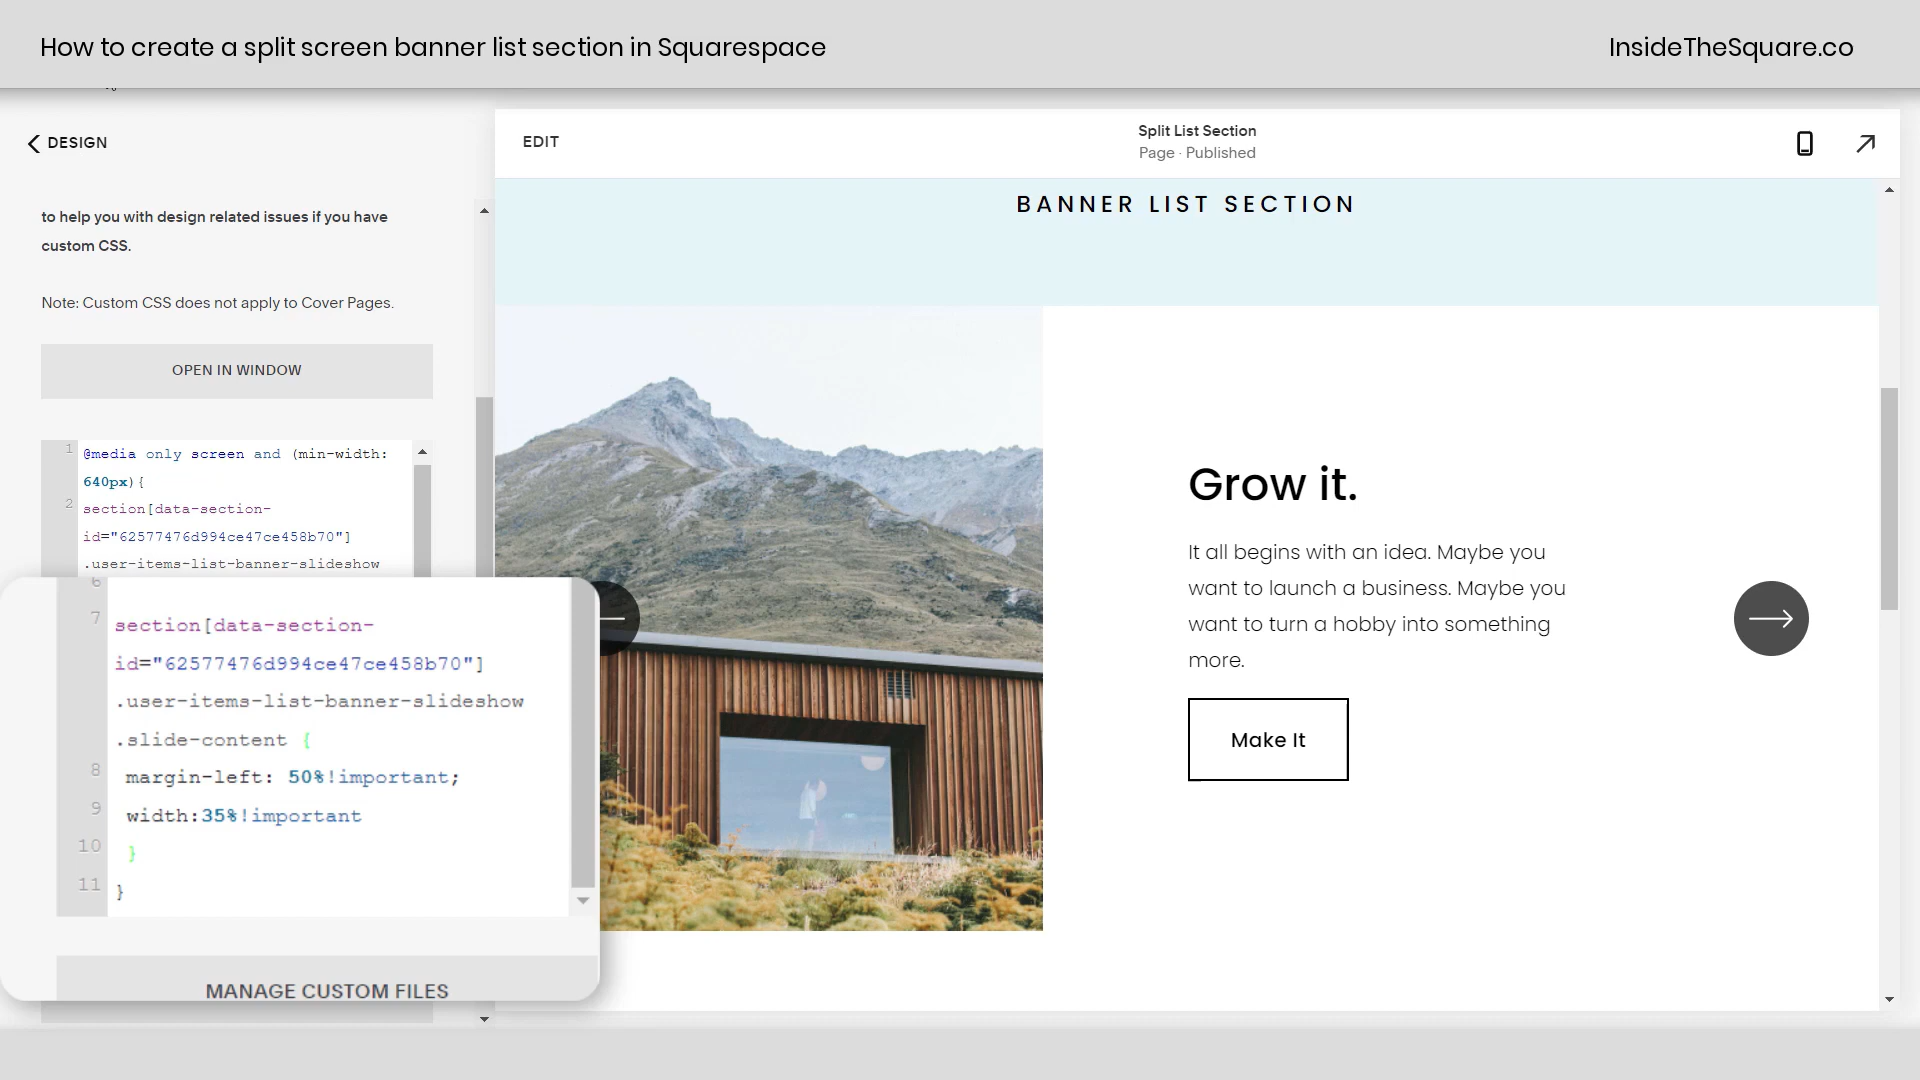 How to create a split screen banner list section in Squarespace
InsideTheSquare.co
DESIGN
to help you with design related issues if you have
custom CSS.
Note: Custom CSS does not apply to Cover Pages.
OPEN IN WINDOW
1 @media only screen and (min-width:
640px){
2
section[data-section-
id="62577476d994ce47ce458b70"]
.user-items-list-banner-slideshow
6
7
section[data-section-
id="62577476d994ce47ce458b70"]
.user-items-list-banner-slideshow
.slide-content {
8 margin-left: 50%!important;
9 width:35%!important
10 }
11 }
MANAGE CUSTOM FILES
EDIT
Split List Section
Page · Published
BANNER LIST SECTION
Grow it.
It all begins with an idea. Maybe you
want to launch a business. Maybe you
want to turn a hobby into something
more.
Make It